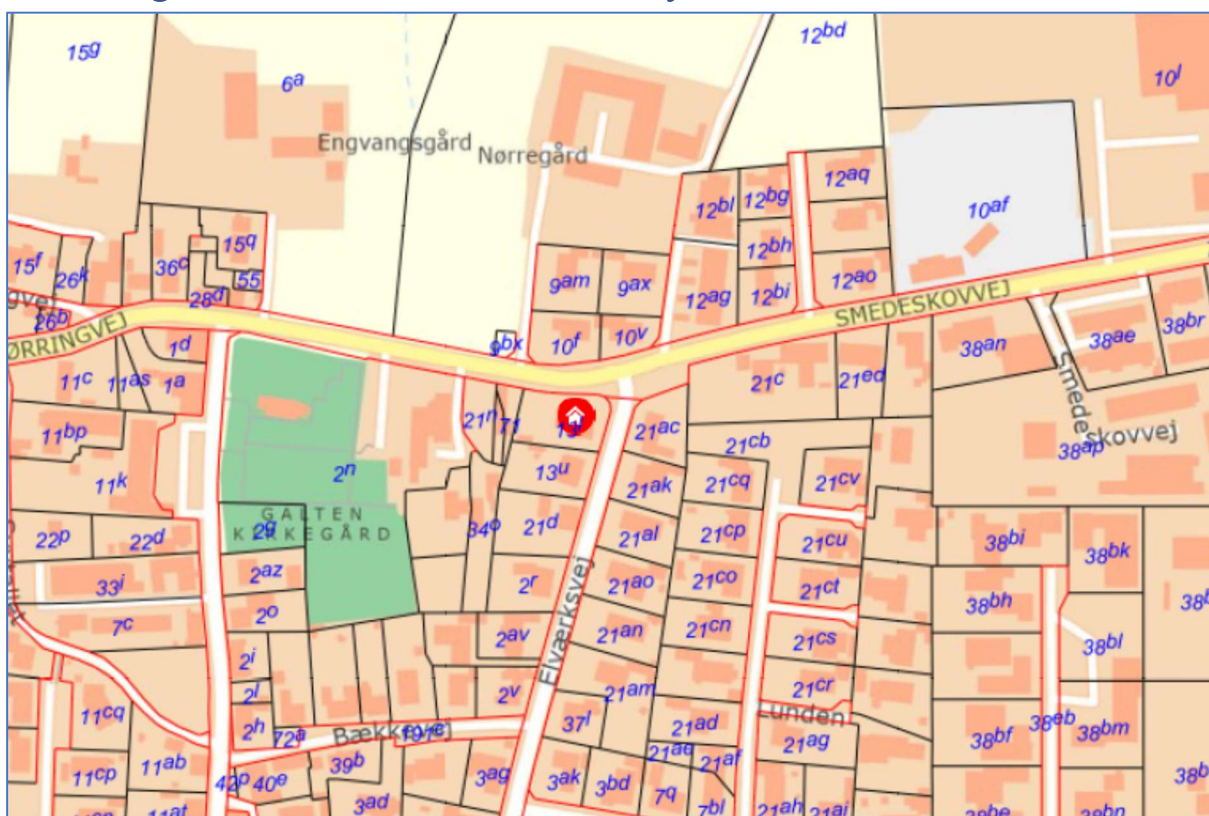 15g
12bd
6a
10l
Engvangsgård
Nørregård
12aq
12bl
12bg
10af
15q
12bh
15f
26k
36c
55
9am
9ax
12ag
12bi
12ao
28d
26b
SMEDESKOVVEJ
ØRRINGVEJ
9bx
10f
10v
1d
38an
38ae
38br
11c
11as
1a
21c
21ed
Smedeskovvej
21n
71
11bp
21ac
21cb
38ap
2n
13u
21cq
21cv
11k
21ak
GALTEN
KIRKEGÅRD
2g
34o
21d
21al
21cp
21cu
38bi
38bk
22p
22d
2az
2r
21ao
21co
21ct
33i
38bh
2o
7c
Elværksvej
2av
21an
21cn
21cs
38bl
2i
2l
2v
21am
21cr
11cq
2h
72a
Bækkevej
37l
21ad
Lunden
38bf
38eb
38bm
21ag
11cp
11ab
42p
40e
39b
3ag
3ak
3bd
21af
7q
3ad
7bl
11at
21ah
21ai
38be
38bn